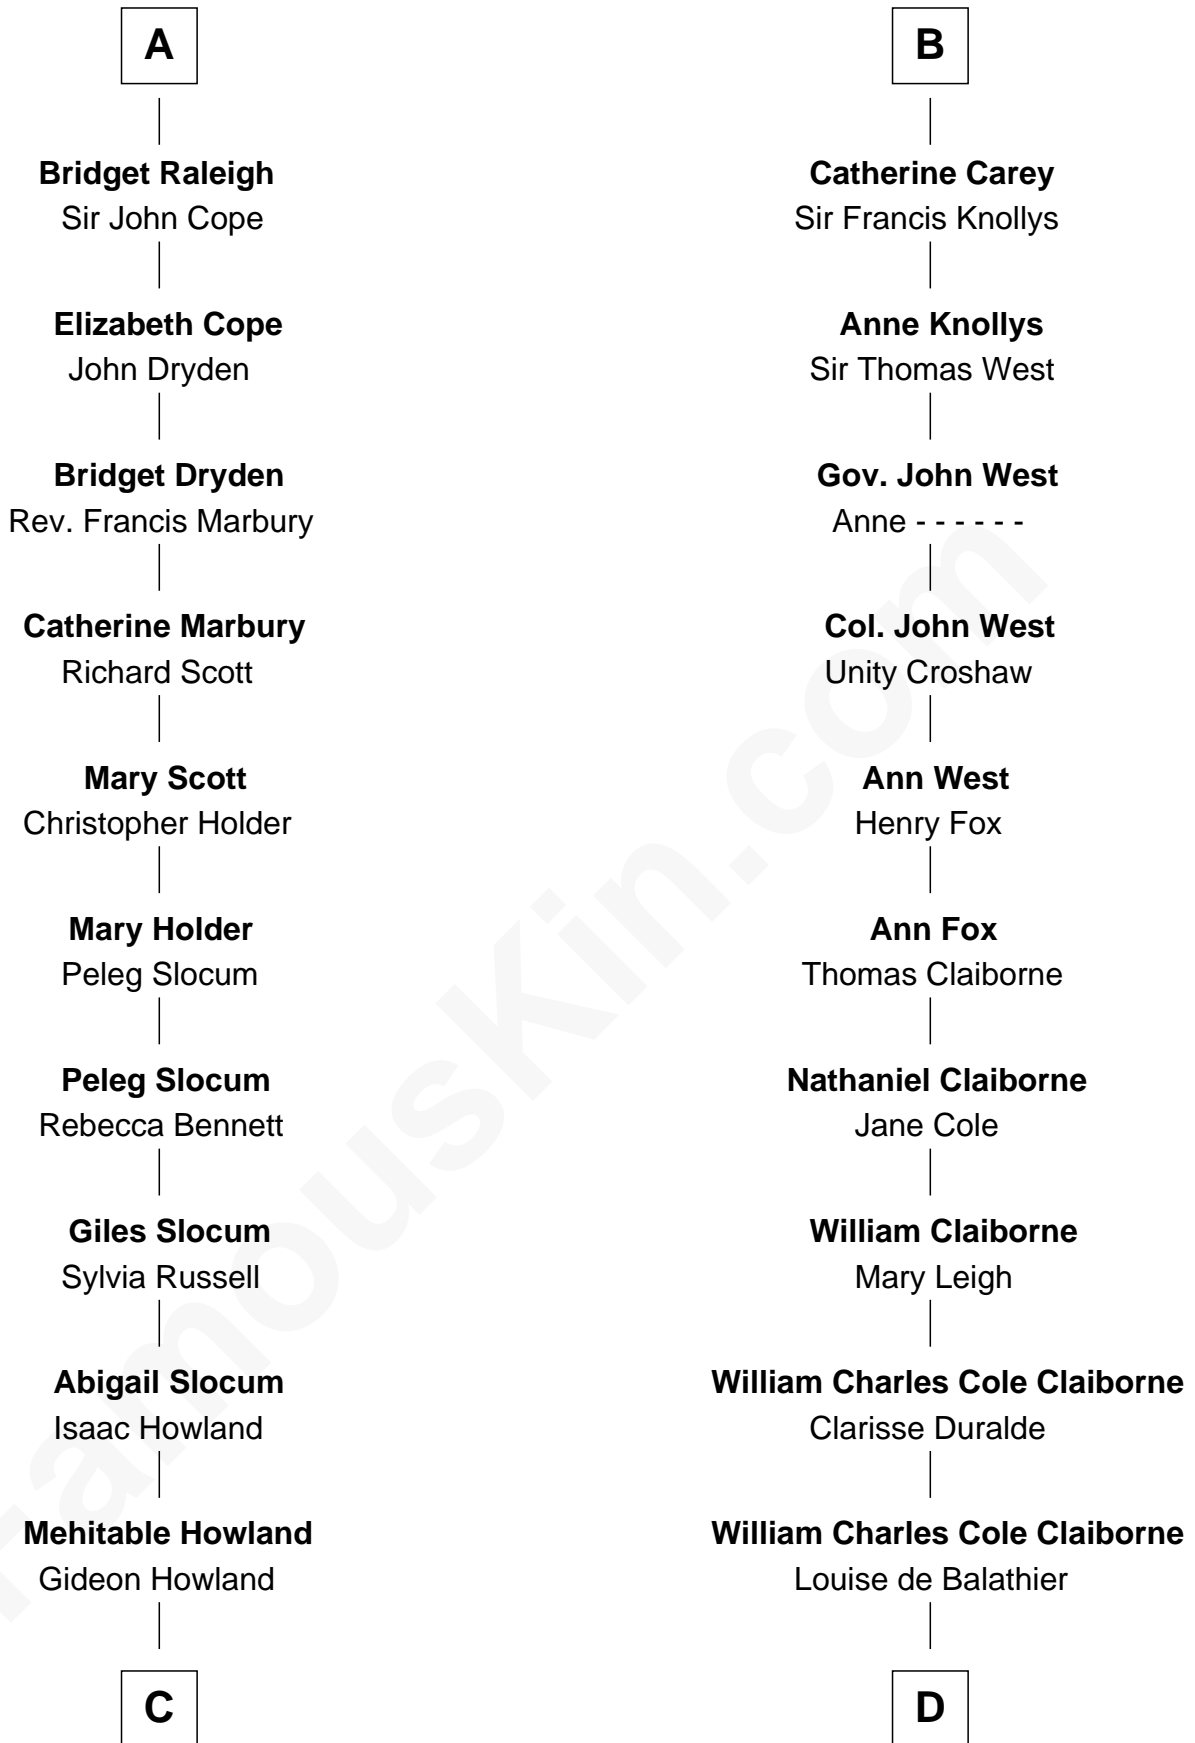 A
Bridget Raleigh
Sir John Cope
Elizabeth Cope
John Dryden
Bridget Dryden
Rev. Francis Marbury
Catherine Marbury
Richard Scott
Mary Scott
Christopher Holder
Mary Holder
Peleg Slocum
Peleg Slocum
Rebecca Bennett
Giles Slocum
Sylvia Russell
Abigail Slocum
Isaac Howland
Mehitable Howland
Gideon Howland
C
B
Catherine Carey
Sir Francis Knollys
Anne Knollys
Sir Thomas West
Gov. John West
Anne - - - - - -
Col. John West
Unity Croshaw
Ann West
Henry Fox
Ann Fox
Thomas Claiborne
Nathaniel Claiborne
Jane Cole
William Claiborne
Mary Leigh
William Charles Cole Claiborne
Clarisse Duralde
William Charles Cole Claiborne
Louise de Balathier
D
FamousKin.com